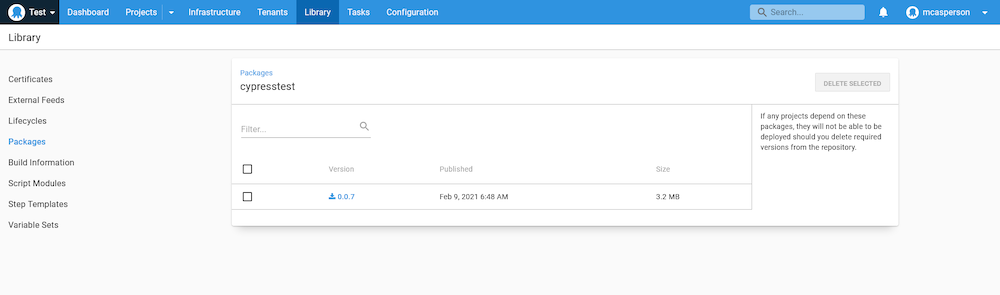 Test Dashboard Projects Infrastructure Tenants Library Tasks Configuration Search... mcasperson
Library
Certificates
External Feeds
Lifecycles
Packages
Build Information
Script Modules
Step Templates
Variable Sets
Packages
cypresstest
DELETE SELECTED
Filter...
Version Published Size
0.0.7 Feb 9, 2021 6:48 AM 3.2 MB
If any projects depend on these
packages, they will not be able to be
deployed should you delete required
versions from the repository.